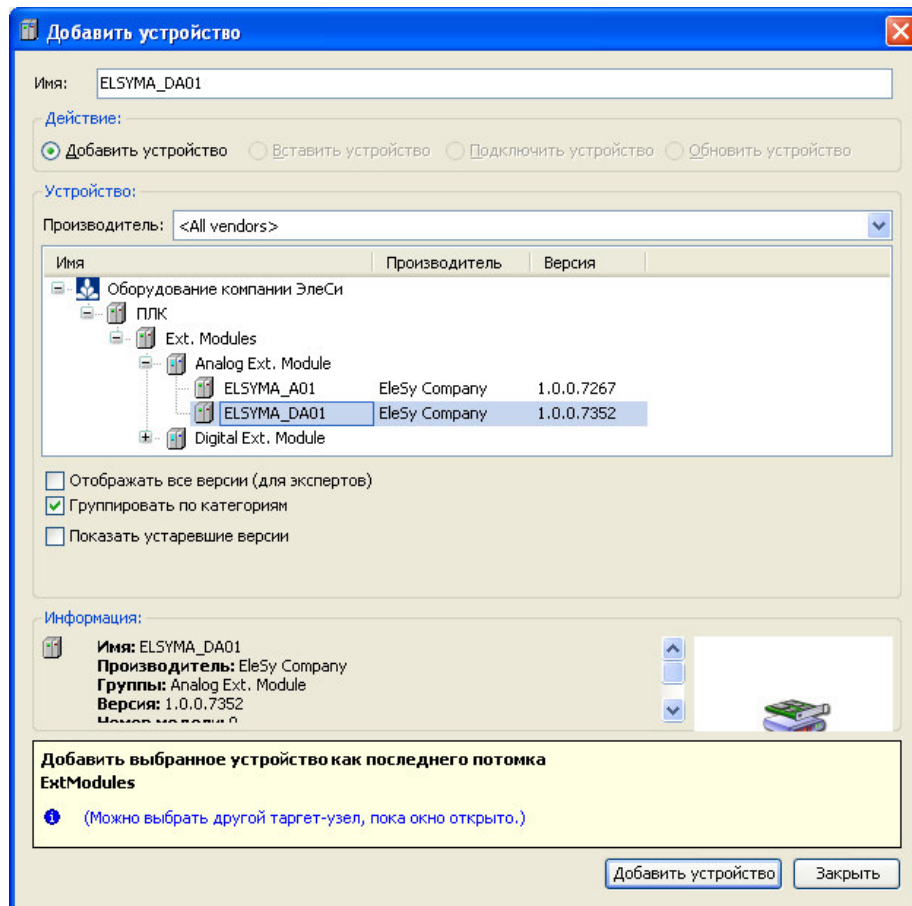 Добавить устройство
Имя: ELSYMA_DA01
Действие:
Добавить устройство Вставить устройство Подключить устройство Обновить устройство
Устройство:
Производитель: <All vendors>
Имя Производитель Версия
Оборудование компании ЭлеСи
ПЛК
Ext. Modules
Analog Ext. Module
ELSYMA_A01 EleSy Company 1.0.0.7267
ELSYMA_DA01 EleSy Company 1.0.0.7352
Digital Ext. Module
Отображать все версии (для экспертов)
Группировать по категориям
Показать устаревшие версии
Информация:
Имя: ELSYMA_DA01
Производитель: EleSy Company
Группы: Analog Ext. Module
Версия: 1.0.0.7352
Номер модели:
Добавить выбранное устройство как последнего потомка
ExtModules
(Можно выбрать другой таргет-узел, пока окно открыто.)
Добавить устройство Закрыть